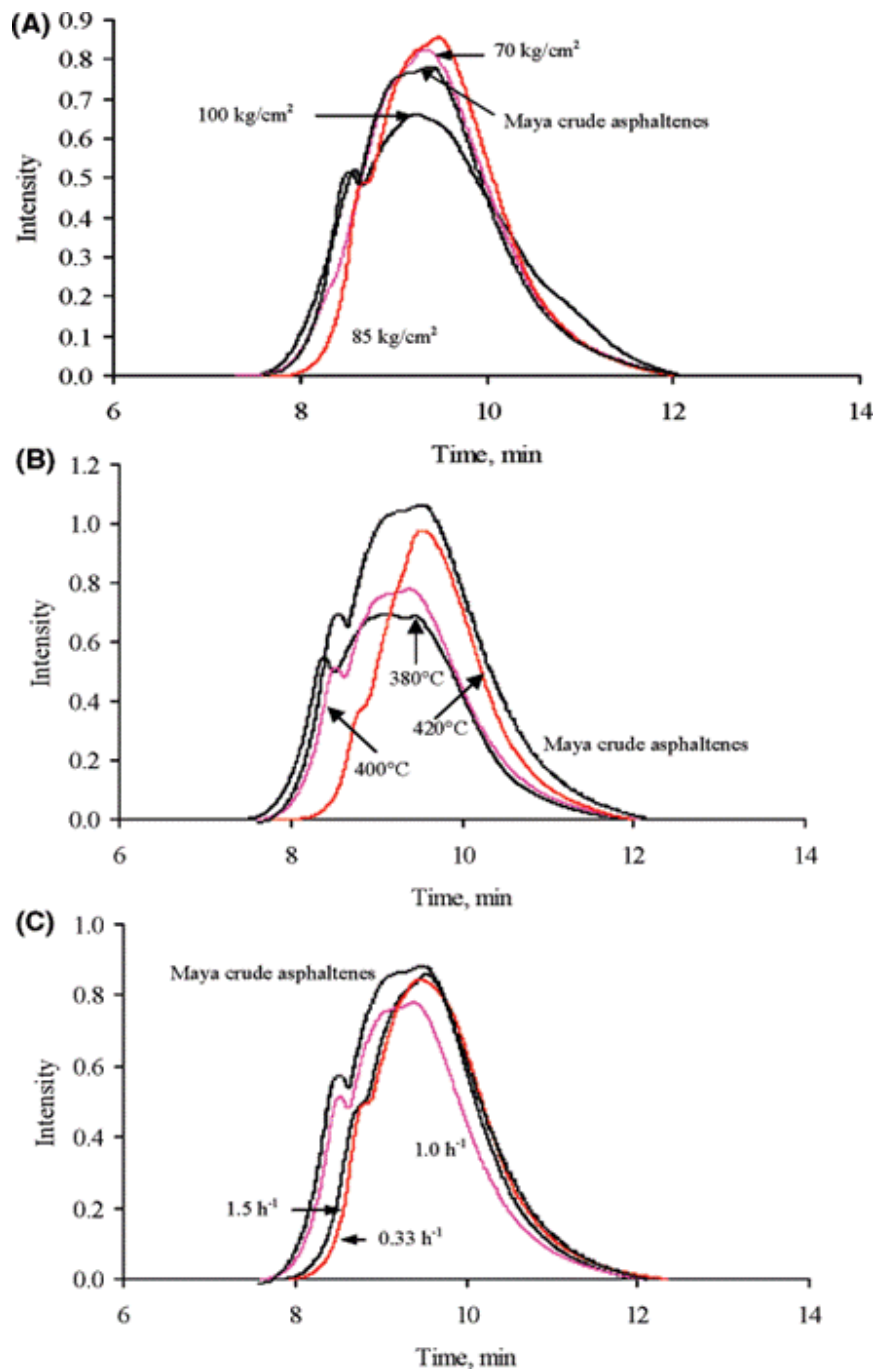 (A)
0.9
0.8
0.7
0.6
0.5
0.4
0.3
0.2
0.1
0.0
Intensity
70 kg/cm²
Maya crude asphaltenes
100 kg/cm²
85 kg/cm²
6 8 10 12 14
Time, min
(B)
1.2
1.0
0.8
0.6
0.4
0.2
0.0
Intensity
380°C
420°C
400°C
Maya crude asphaltenes
6 8 10 12 14
Time, min
(C)
1.0
0.8
0.6
0.4
0.2
0.0
Intensity
Maya crude asphaltenes
1.0 h⁻¹
1.5 h⁻¹
0.33 h⁻¹
6 8 10 12 14
Time, min